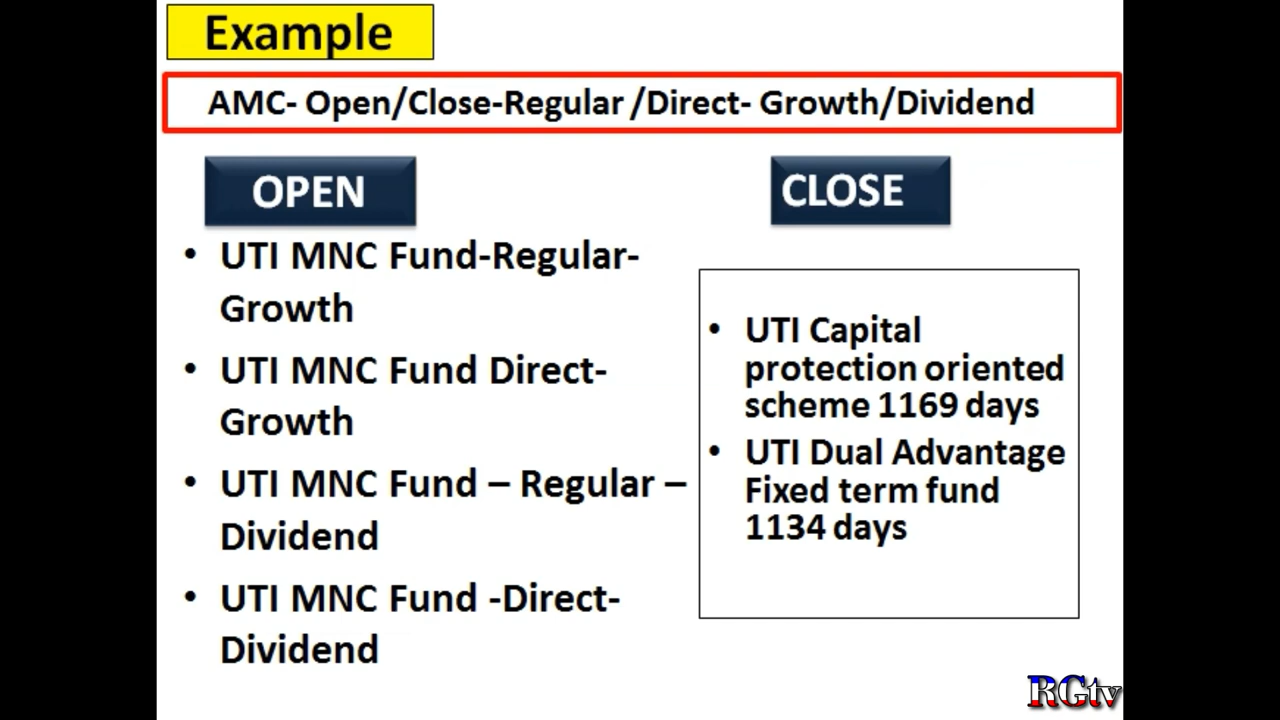 Example
AMC- Open/Close-Regular /Direct- Growth/Dividend
OPEN
• UTI MNC Fund-Regular-
Growth
• UTI MNC Fund Direct-
Growth
• UTI MNC Fund – Regular –
Dividend
• UTI MNC Fund -Direct-
Dividend
CLOSE
• UTI Capital
protection oriented
scheme 1169 days
• UTI Dual Advantage
Fixed term fund
1134 days
RGtv